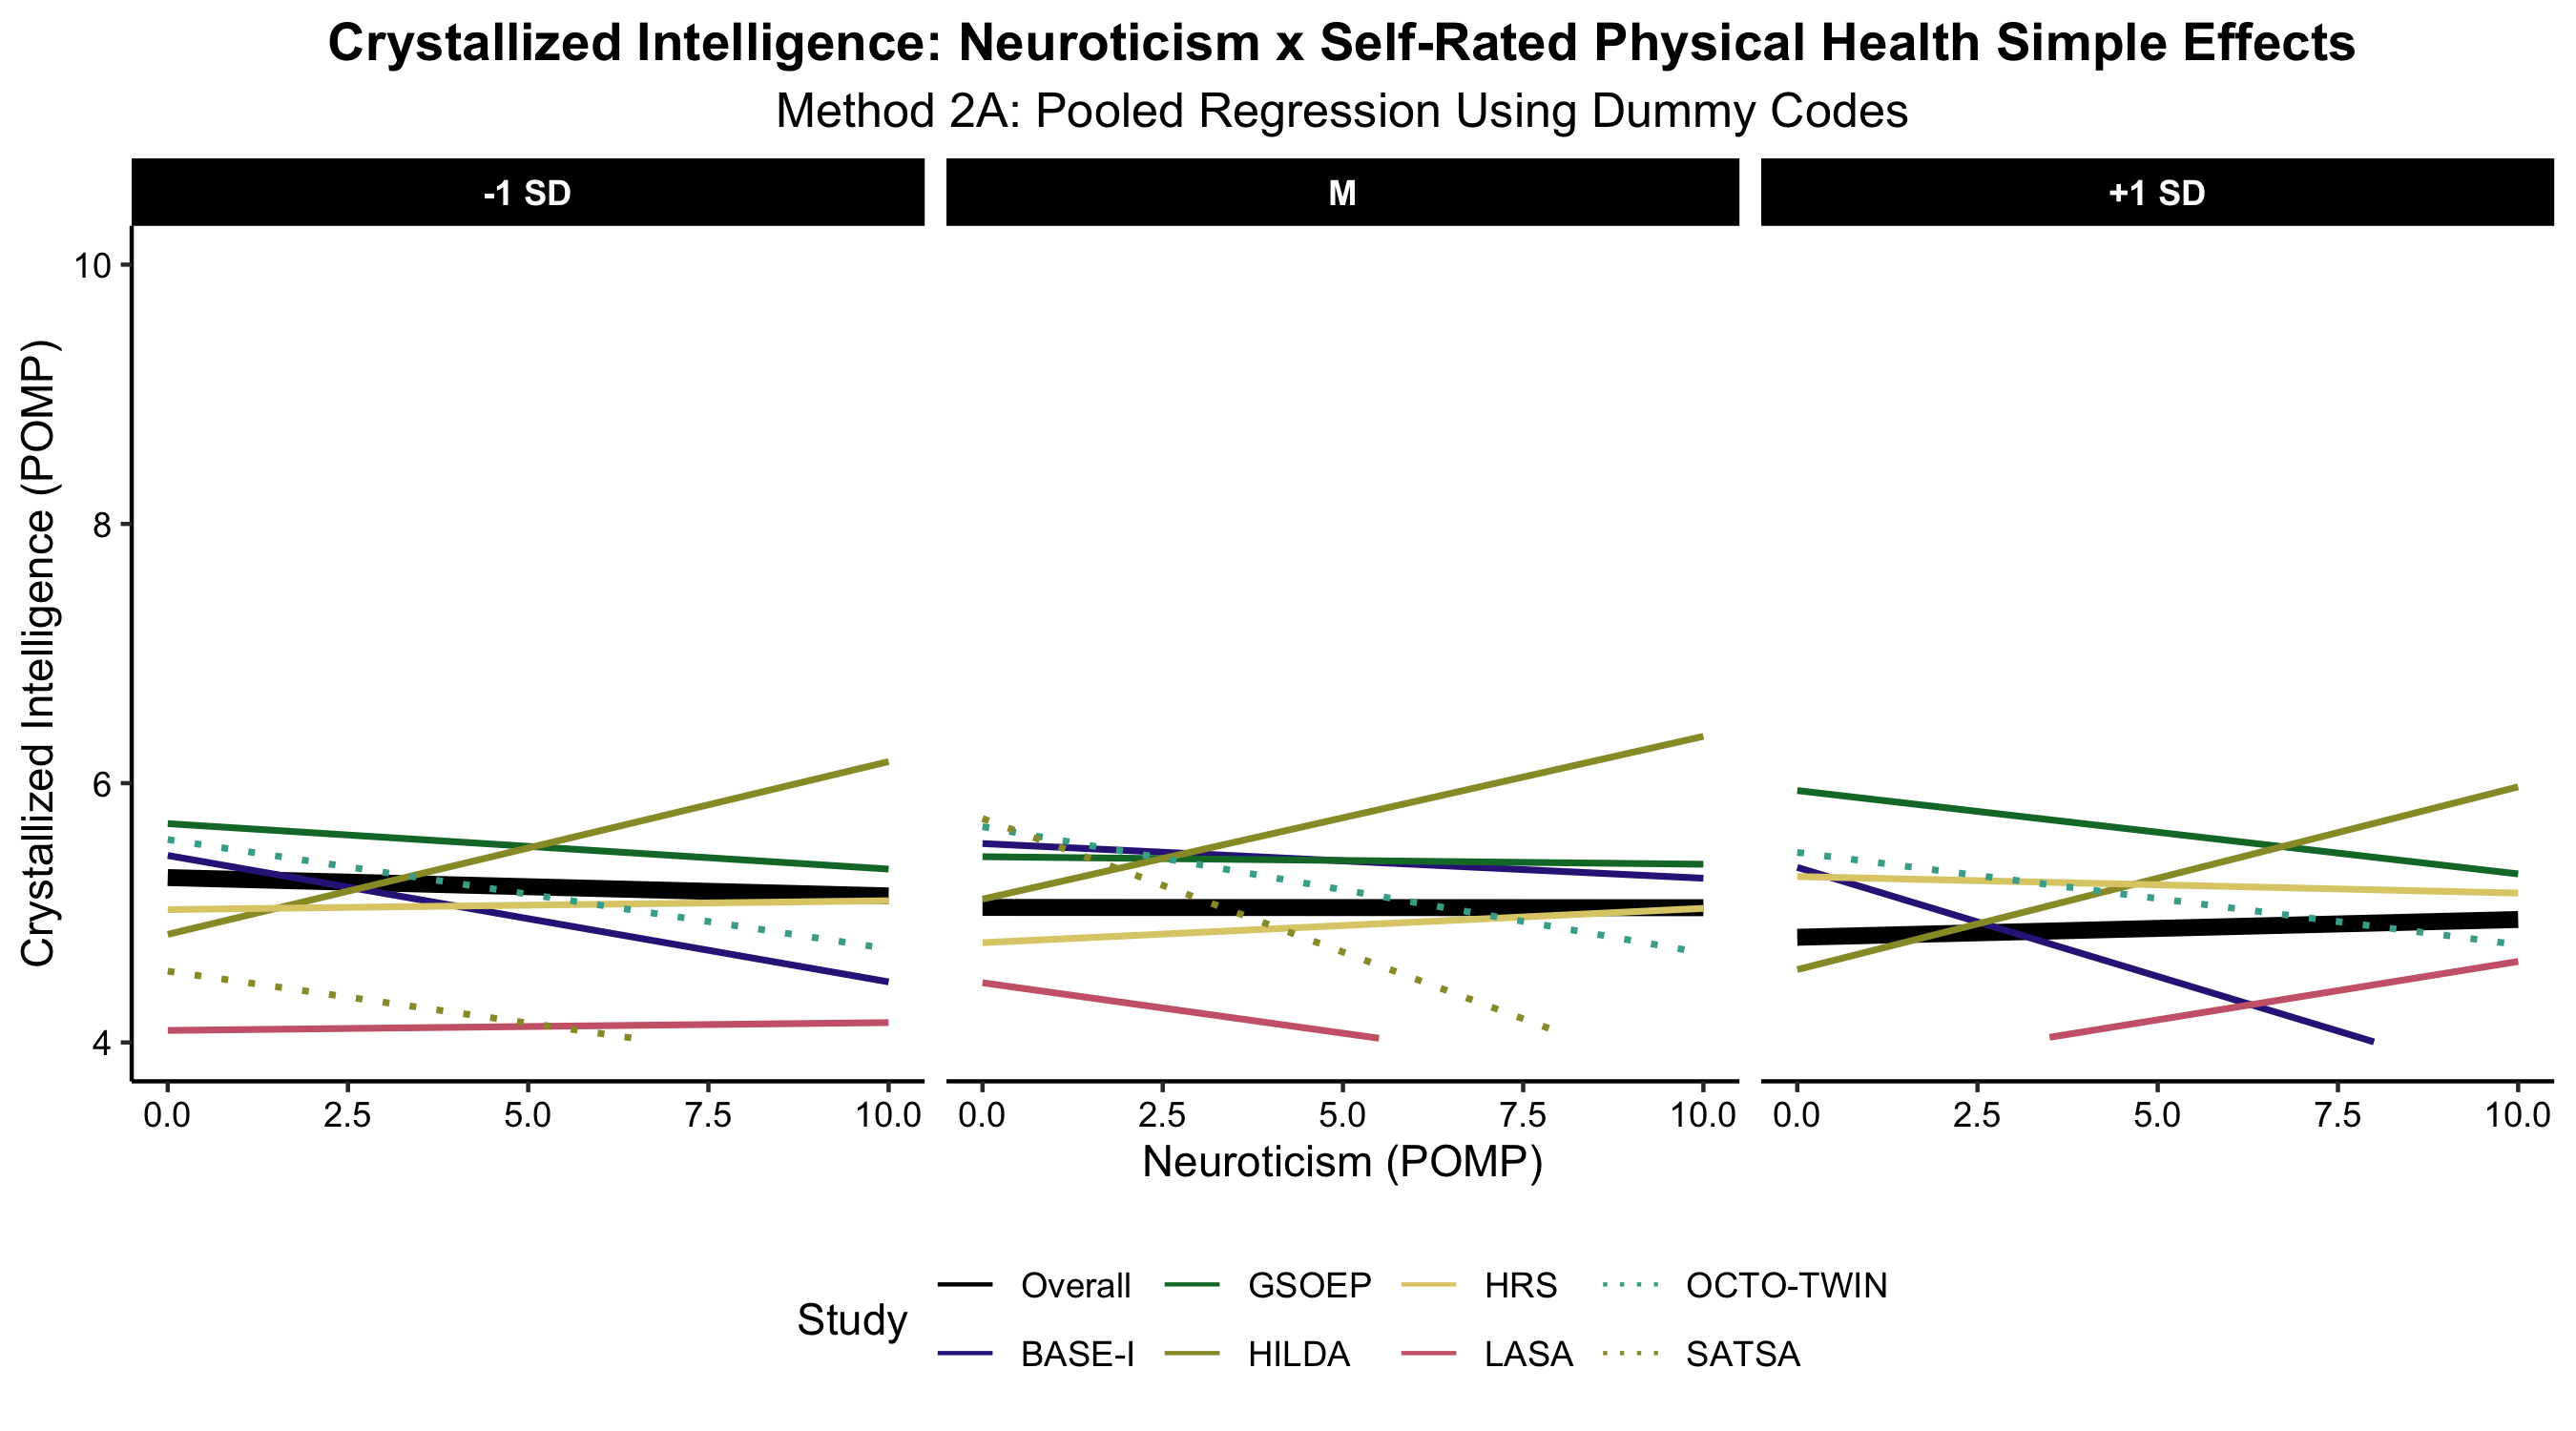 Crystallized Intelligence: Neuroticism x Self-Rated Physical Health Simple Effects
Method 2A: Pooled Regression Using Dummy Codes
-1 SD M +1 SD
Crystallized Intelligence (POMP)
10
8
6
4
0.0 2.5 5.0 7.5 10.0 0.0 2.5 5.0 7.5 10.0 0.0 2.5 5.0 7.5 10.0
Neuroticism (POMP)
Study
Overall GSOEP HRS OCTO-TWIN
BASE-I HILDA LASA SATSA